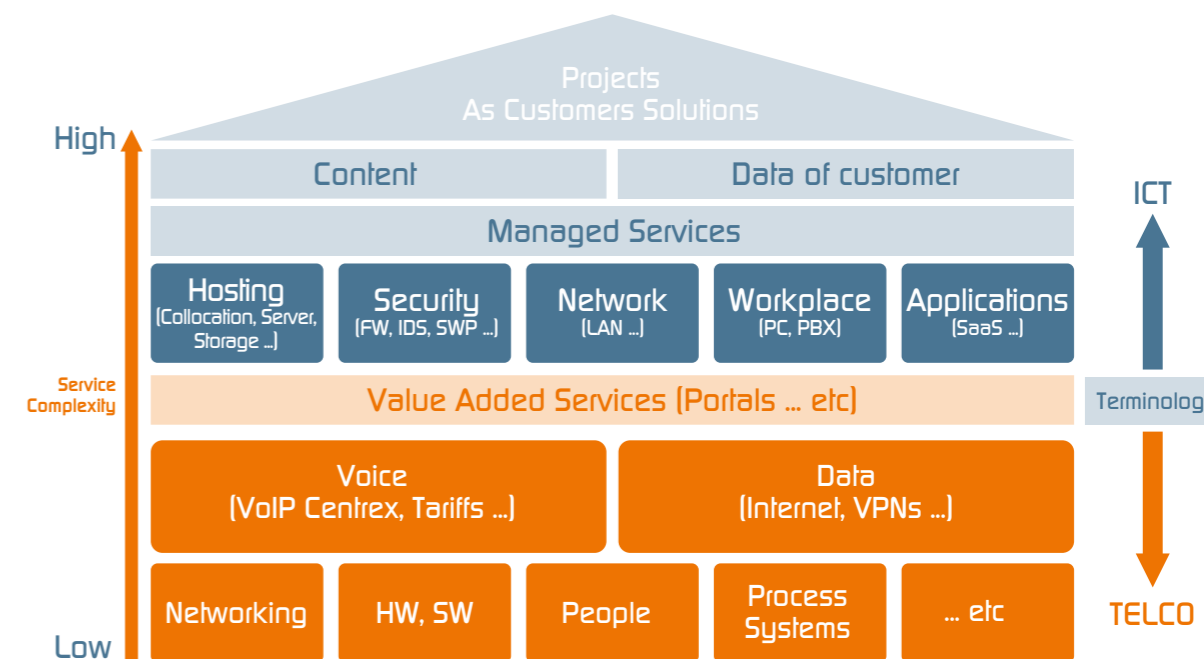 Projects
As Customers Solutions
High
Content
Data of customer
ICT
Managed Services
Hosting
(Collocation, Server,
Storage ...)
Security
(FW, IDS, SWP ...)
Network
(LAN ...)
Workplace
(PC, PBX)
Applications
(SaaS ...)
Service
Complexity
Value Added Services (Portals ... etc)
Terminolog
Voice
(VoIP Centrex, Tariffs ...)
Data
(Internet, VPNs ...)
Networking
HW, SW
People
Process
Systems
... etc
TELCO
Low